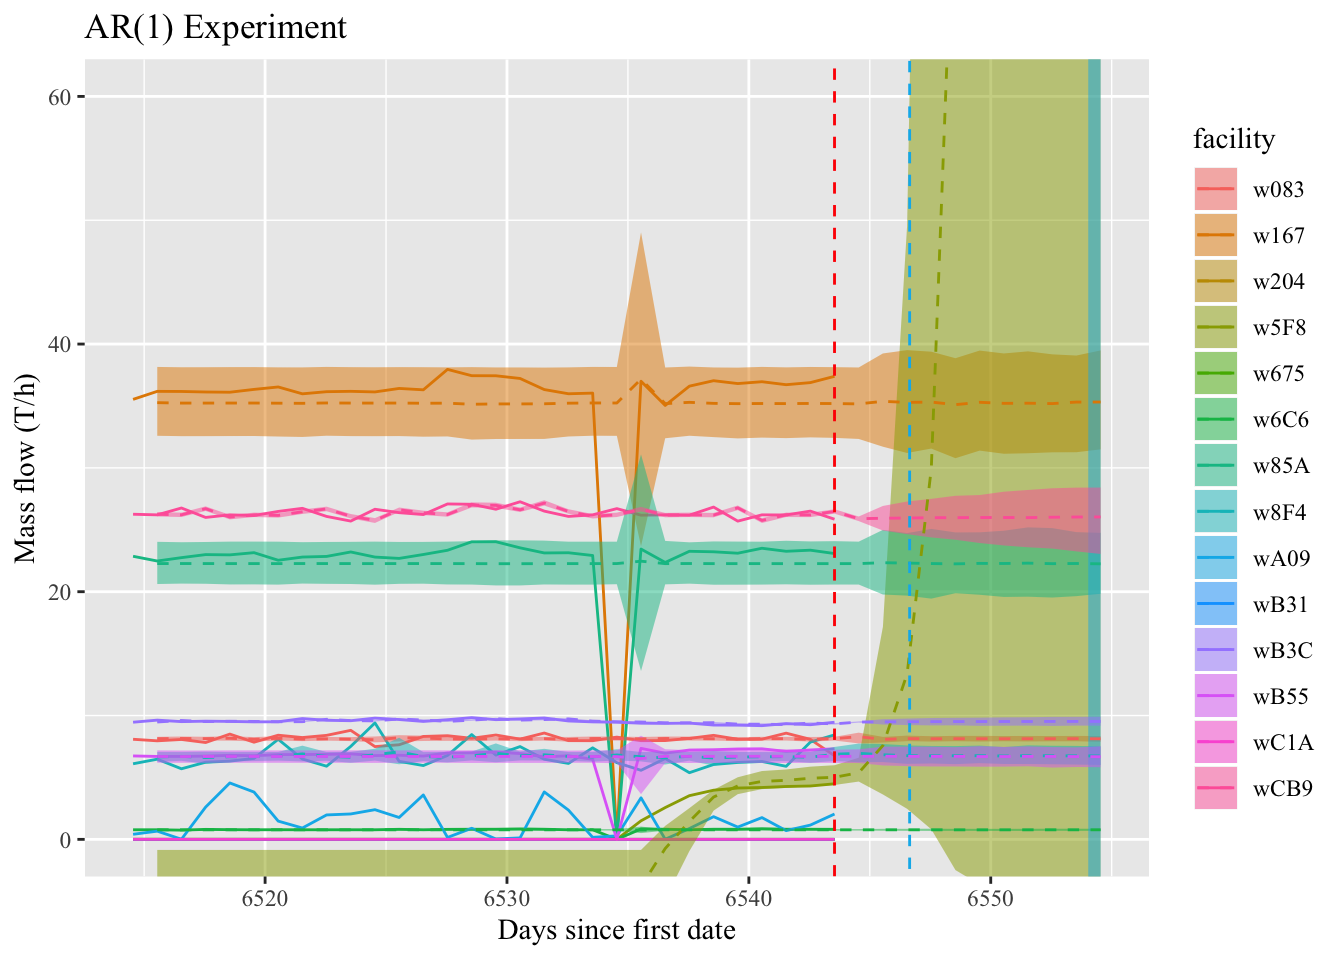 AR(1) Experiment
60
40
20
0
Mass flow (T/h)
6520
6530
6540
6550
Days since first date
facility
w083
w167
w204
w5F8
w675
w6C6
w85A
w8F4
wA09
wB31
wB3C
wB55
wC1A
wCB9